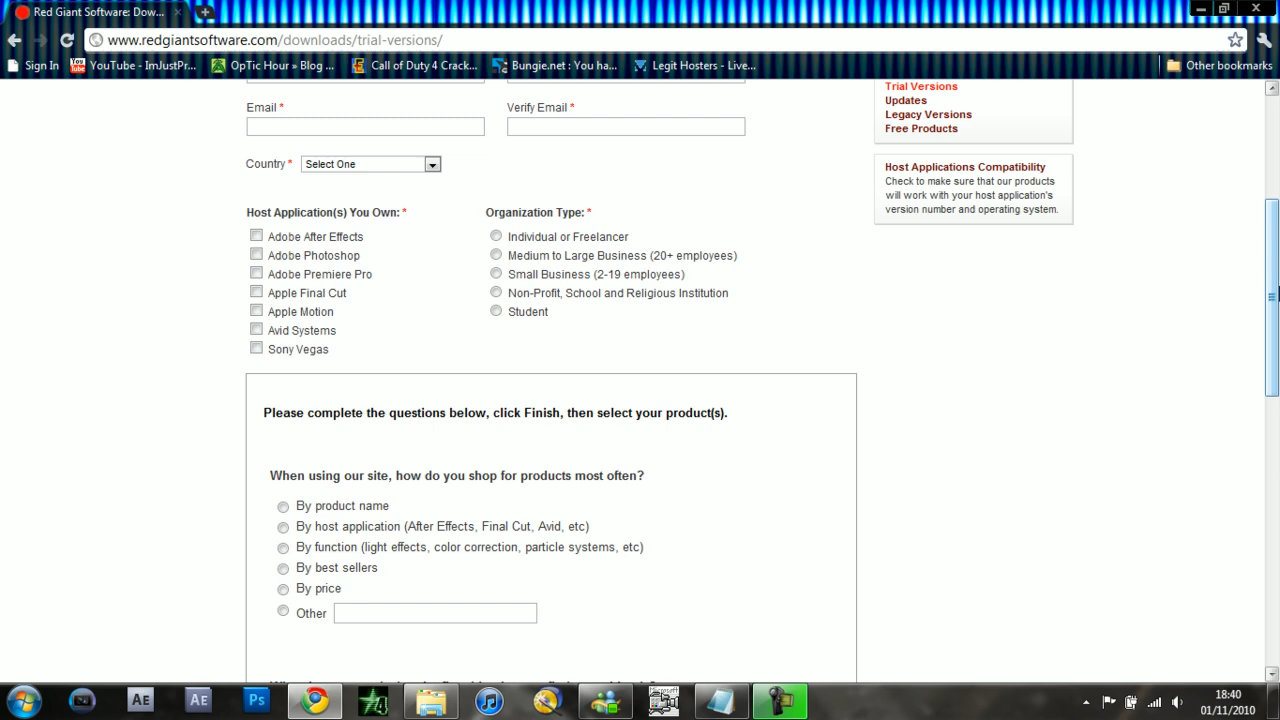 Red Giant Software: Dow...
www.redgiantsoftware.com/downloads/trial-versions/
Sign In
YouTube - ImJustPr...
OpTic Hour » Blog ...
Call of Duty 4 Crack...
Bungie.net : You ha...
Legit Hosters - Live...
Other bookmarks
Trial Versions
Updates
Legacy Versions
Free Products
Host Applications Compatibility
Check to make sure that our products
will work with your host application's
version number and operating system.
Email *
Verify Email *
Country *
Select One
Host Application(s) You Own: *
Adobe After Effects
Adobe Photoshop
Adobe Premiere Pro
Apple Final Cut
Apple Motion
Avid Systems
Sony Vegas
Organization Type: *
Individual or Freelancer
Medium to Large Business (20+ employees)
Small Business (2-19 employees)
Non-Profit, School and Religious Institution
Student
Please complete the questions below, click Finish, then select your product(s).
When using our site, how do you shop for products most often?
By product name
By host application (After Effects, Final Cut, Avid, etc)
By function (light effects, color correction, particle systems, etc)
By best sellers
By price
Other
AE
AE
Ps
4
18:40
01/11/2010